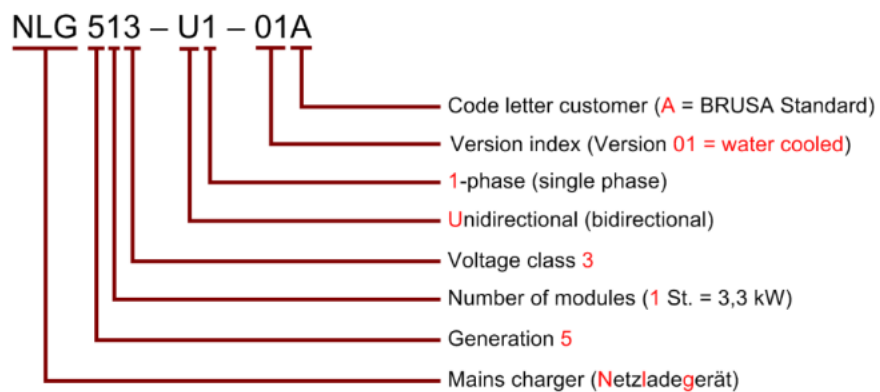 NLG 513 – U1 – 01A
Code letter customer (A = BRUSA Standard)
Version index (Version 01 = water cooled)
1-phase (single phase)
Unidirectional (bidirectional)
Voltage class 3
Number of modules (1 St. = 3,3 kW)
Generation 5
Mains charger (Netzladegerät)